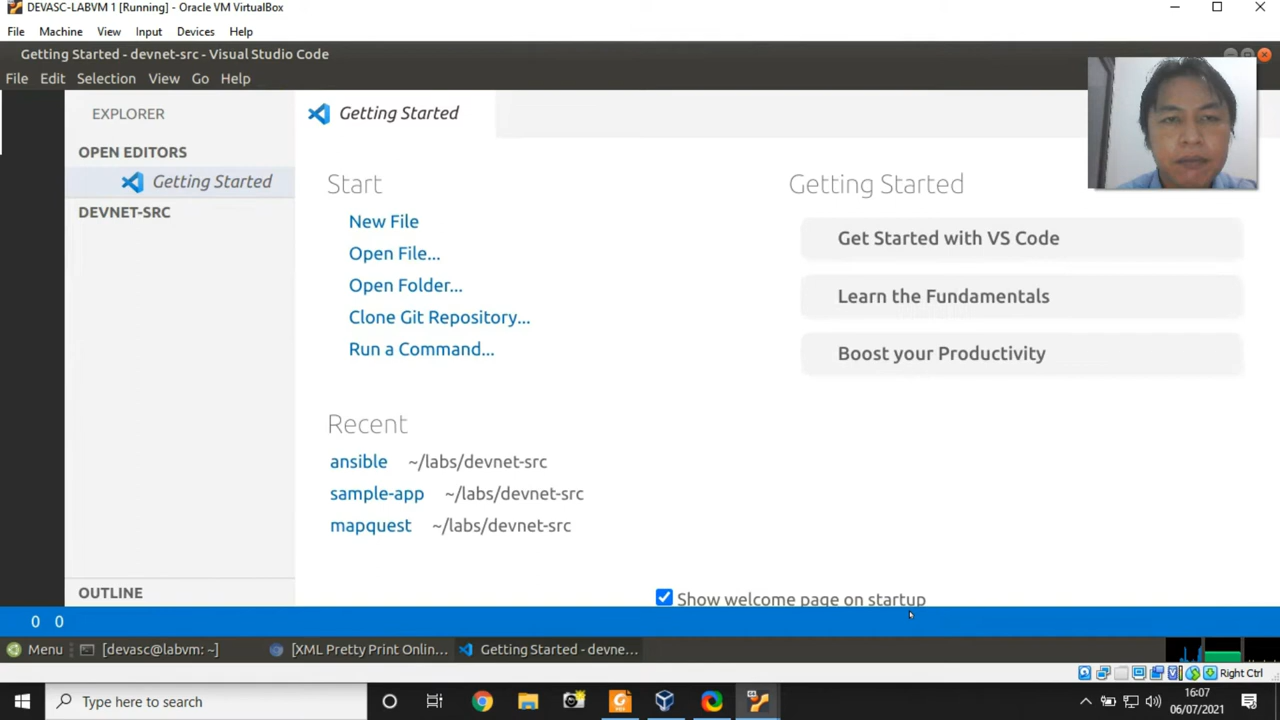 DEVASC-LABVM 1 [Running] - Oracle VM VirtualBox
File Machine View Input Devices Help
Getting Started - devnet-src - Visual Studio Code
File Edit Selection View Go Help
EXPLORER
OPEN EDITORS
Getting Started
DEVNET-SRC
OUTLINE
Getting Started
Start
New File
Open File...
Open Folder...
Clone Git Repository...
Run a Command...
Recent
ansible ~/labs/devnet-src
sample-app ~/labs/devnet-src
mapquest ~/labs/devnet-src
Getting Started
Get Started with VS Code
Learn the Fundamentals
Boost your Productivity
Show welcome page on startup
0 0
Menu [devasc@labvm: ~] [XML Pretty Print Onlin... Getting Started - devne...
Right Ctrl
Type here to search
16:07
06/07/2021